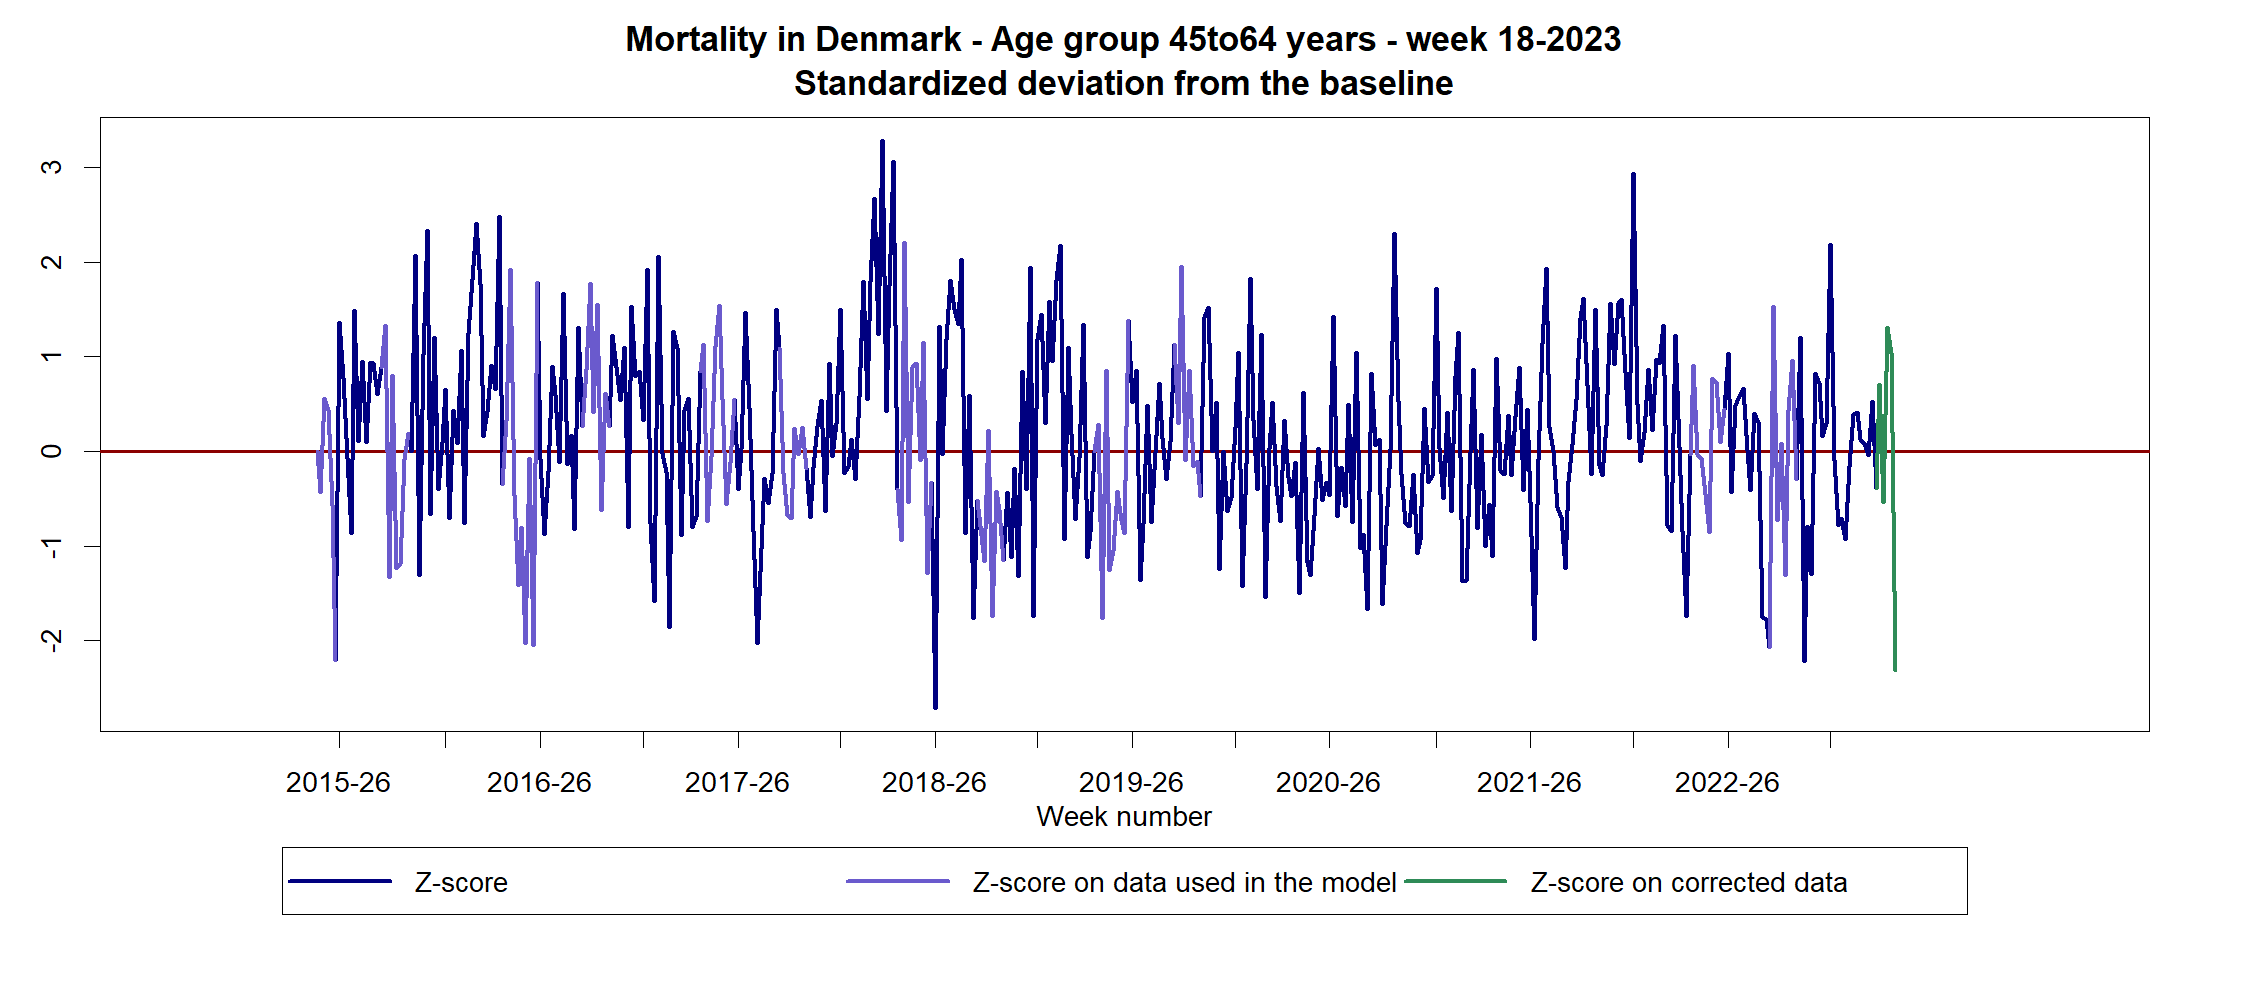 Mortality in Denmark - Age group 45to64 years - week 18-2023
Standardized deviation from the baseline
3
2
1
0
-1
-2
2015-26 2016-26 2017-26 2018-26 2019-26 2020-26 2021-26 2022-26
Week number
Z-score Z-score on data used in the model Z-score on corrected data